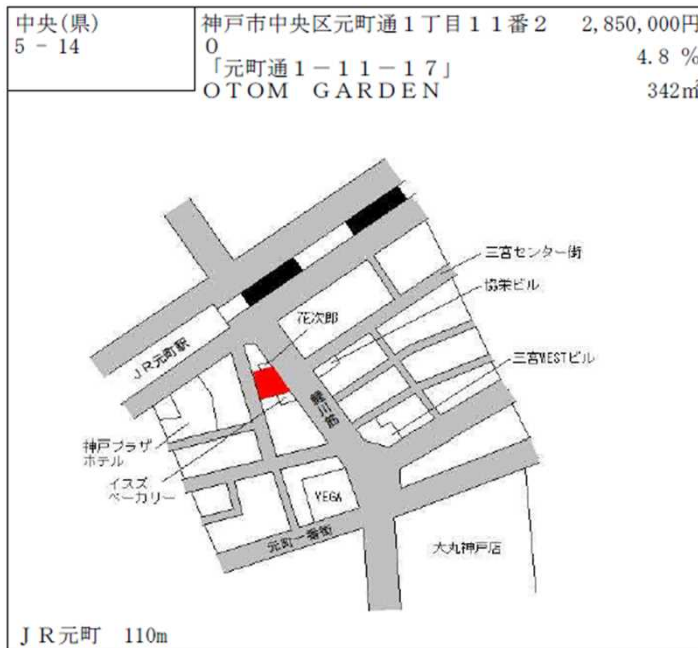 中央(県)
5 - 14
神戸市中央区元町通1丁目11番2
0
「元町通1-11-17」
OTOM GARDEN
2,850,000円
4.8 %
342㎡
三宮センター街
協栄ビル
花次郎
三宮WESTビル
JR元町駅
鯉川筋
神戸プラザ
ホテル
イスズ
ベーカリー
VEGA
元町一番街
大丸神戸店
JR元町 110m